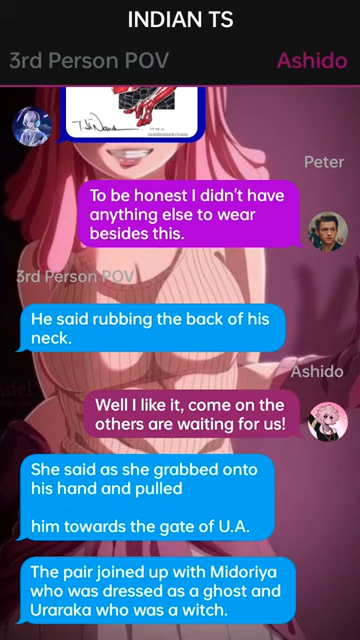 INDIAN TS
3rd Person POV
Ashido
Peter
To be honest I didn't have
anything else to wear
besides this.
3rd Person POV
He said rubbing the back of his
neck.
Ashido
Well I like it, come on the
others are waiting for us!
She said as she grabbed onto
his hand and pulled
him towards the gate of U.A.
The pair joined up with Midoriya
who was dressed as a ghost and
Uraraka who was a witch.